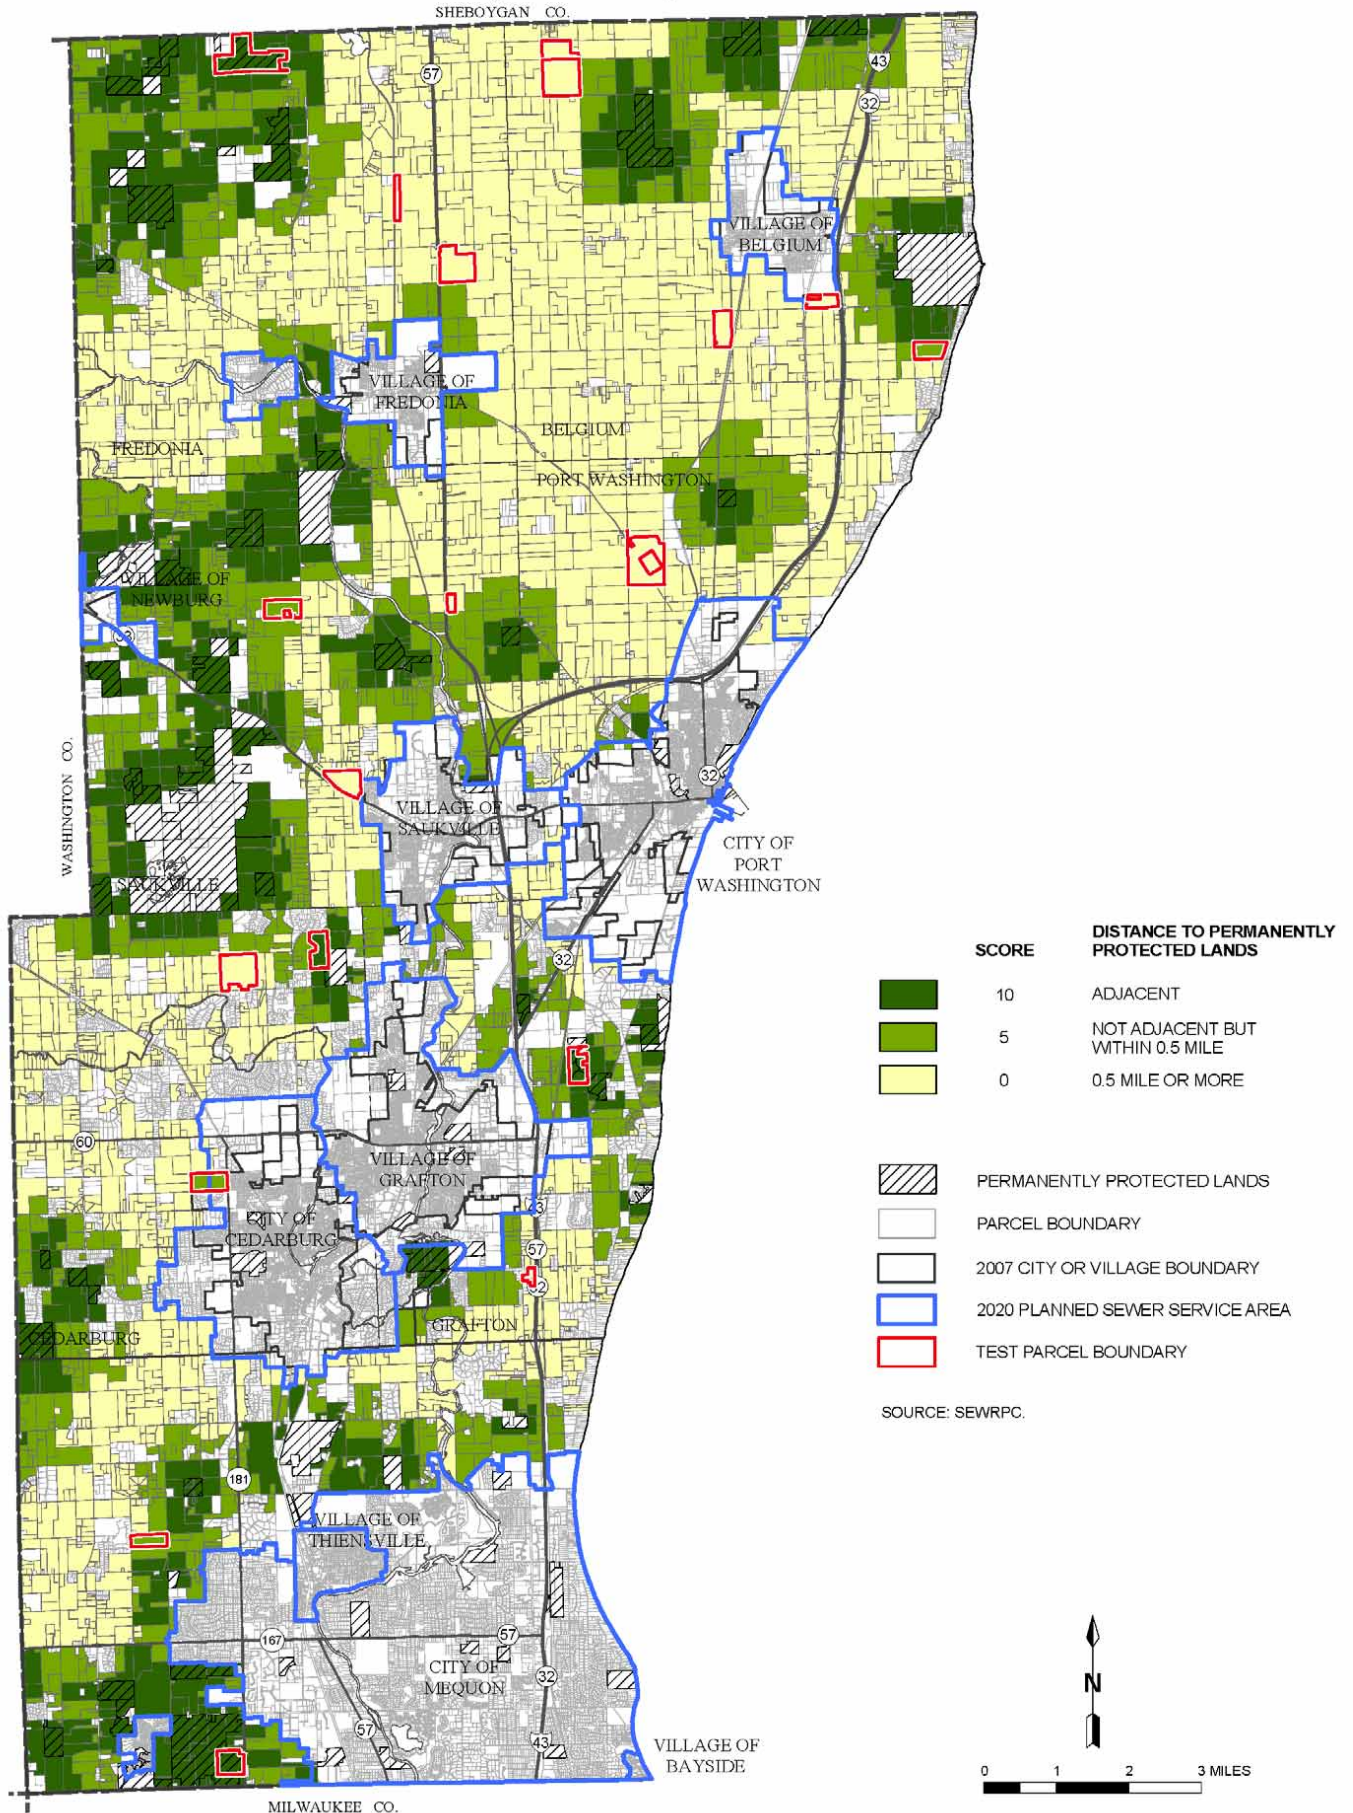 SHEBOYGAN CO.
57
43
32
VILLAGE OF
BELGIUM
VILLAGE OF
FREDONIA
FREDONIA
BELGIUM
PORT WASHINGTON
VILLAGE OF
NEWBURG
33
WASHINGTON CO.
32
VILLAGE OF
SAUKVILLE
CITY OF
PORT
WASHINGTON
SAUKVILLE
32
SCORE
DISTANCE TO PERMANENTLY
PROTECTED LANDS
10
ADJACENT
5
NOT ADJACENT BUT
WITHIN 0.5 MILE
0
0.5 MILE OR MORE
60
VILLAGE OF
GRAFTON
PERMANENTLY PROTECTED LANDS
43
CITY OF
CEDARBURG
PARCEL BOUNDARY
57
2007 CITY OR VILLAGE BOUNDARY
32
2020 PLANNED SEWER SERVICE AREA
CEDARBURG
GRAFTON
TEST PARCEL BOUNDARY
SOURCE: SEWRPC.
181
VILLAGE OF
THIENSVILLE
167
57
CITY OF
MEQUON
32
N
57
43
VILLAGE OF
BAYSIDE
0 1 2 3 MILES
MILWAUKEE CO.